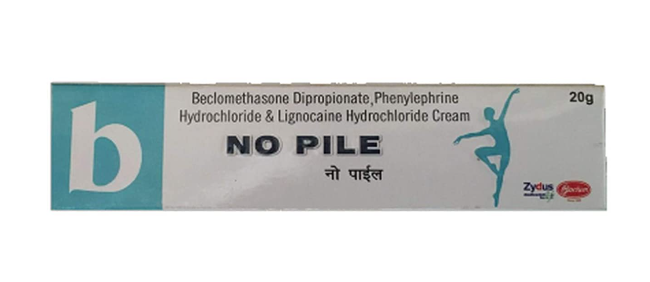 b
Beclomethasone Dipropionate, Phenylephrine
Hydrochloride & Lignocaine Hydrochloride Cream
20g
NO PILE
नो पाईल
Zydus